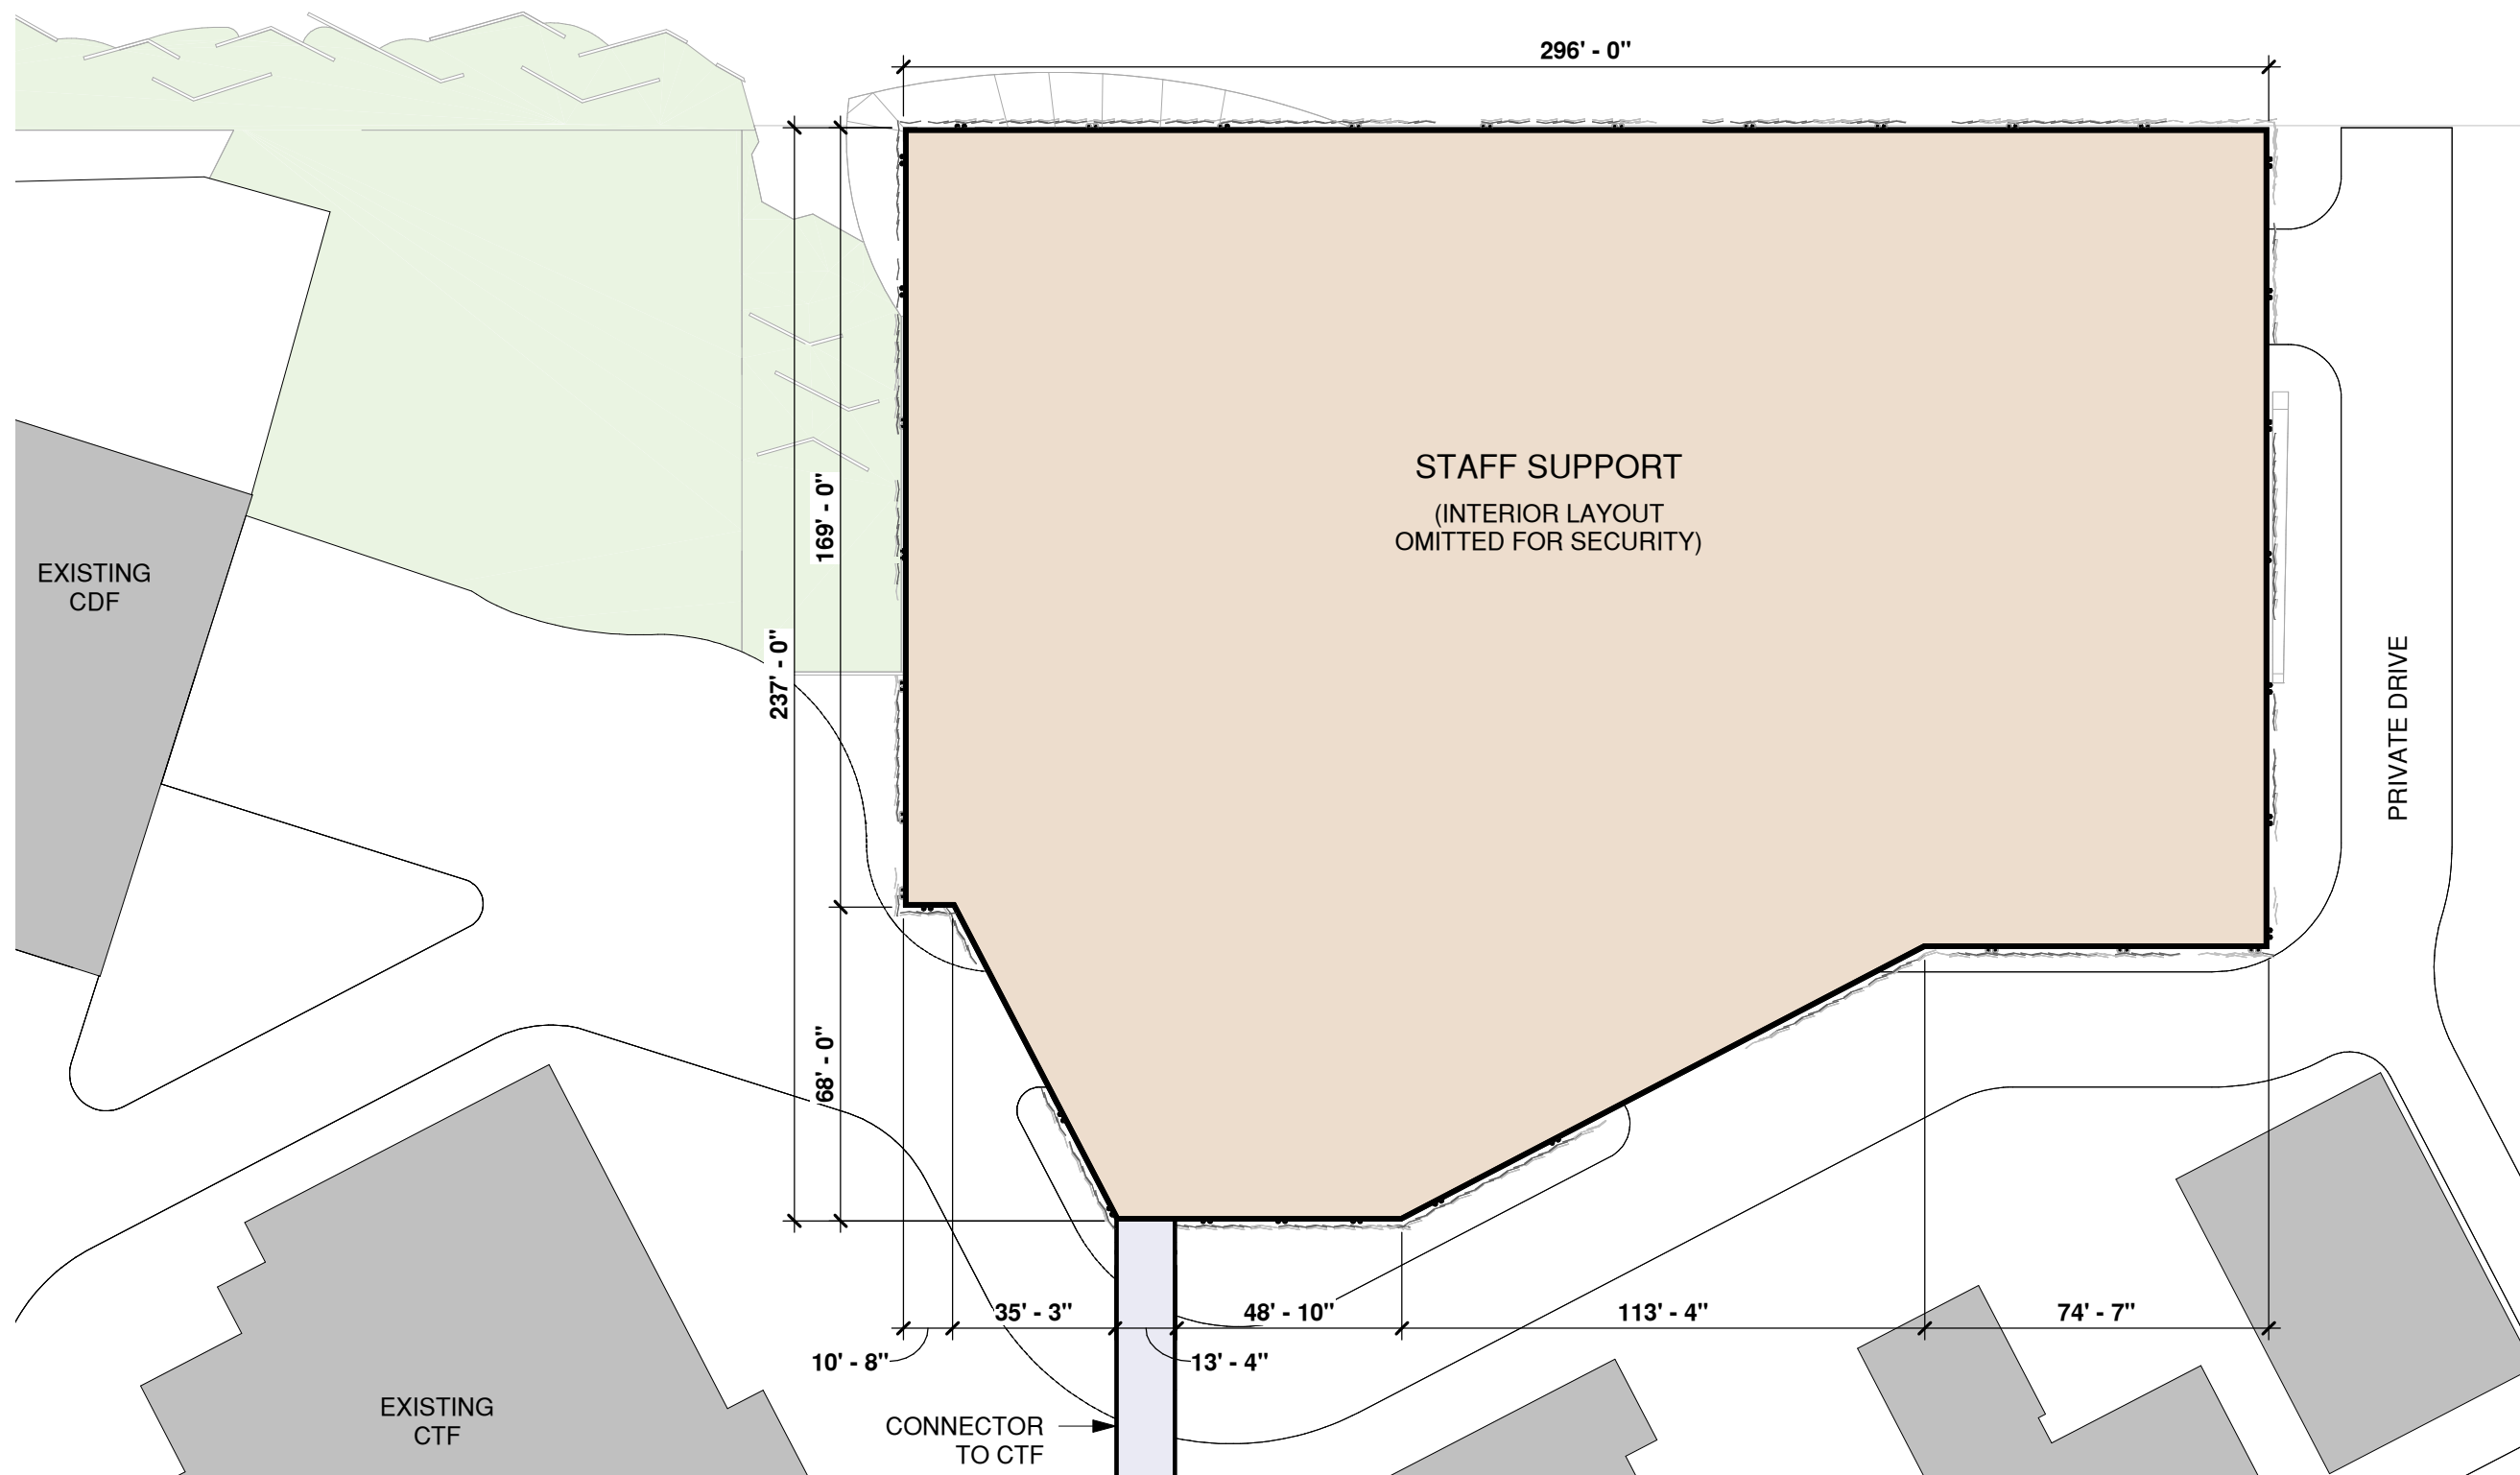 296' - 0"
169' - 0"
237' - 0"
68' - 0"
STAFF SUPPORT
(INTERIOR LAYOUT
OMITTED FOR SECURITY)
EXISTING
CDF
PRIVATE DRIVE
35' - 3"
48' - 10"
113' - 4"
74' - 7"
10' - 8"
13' - 4"
EXISTING
CTF
CONNECTOR
TO CTF